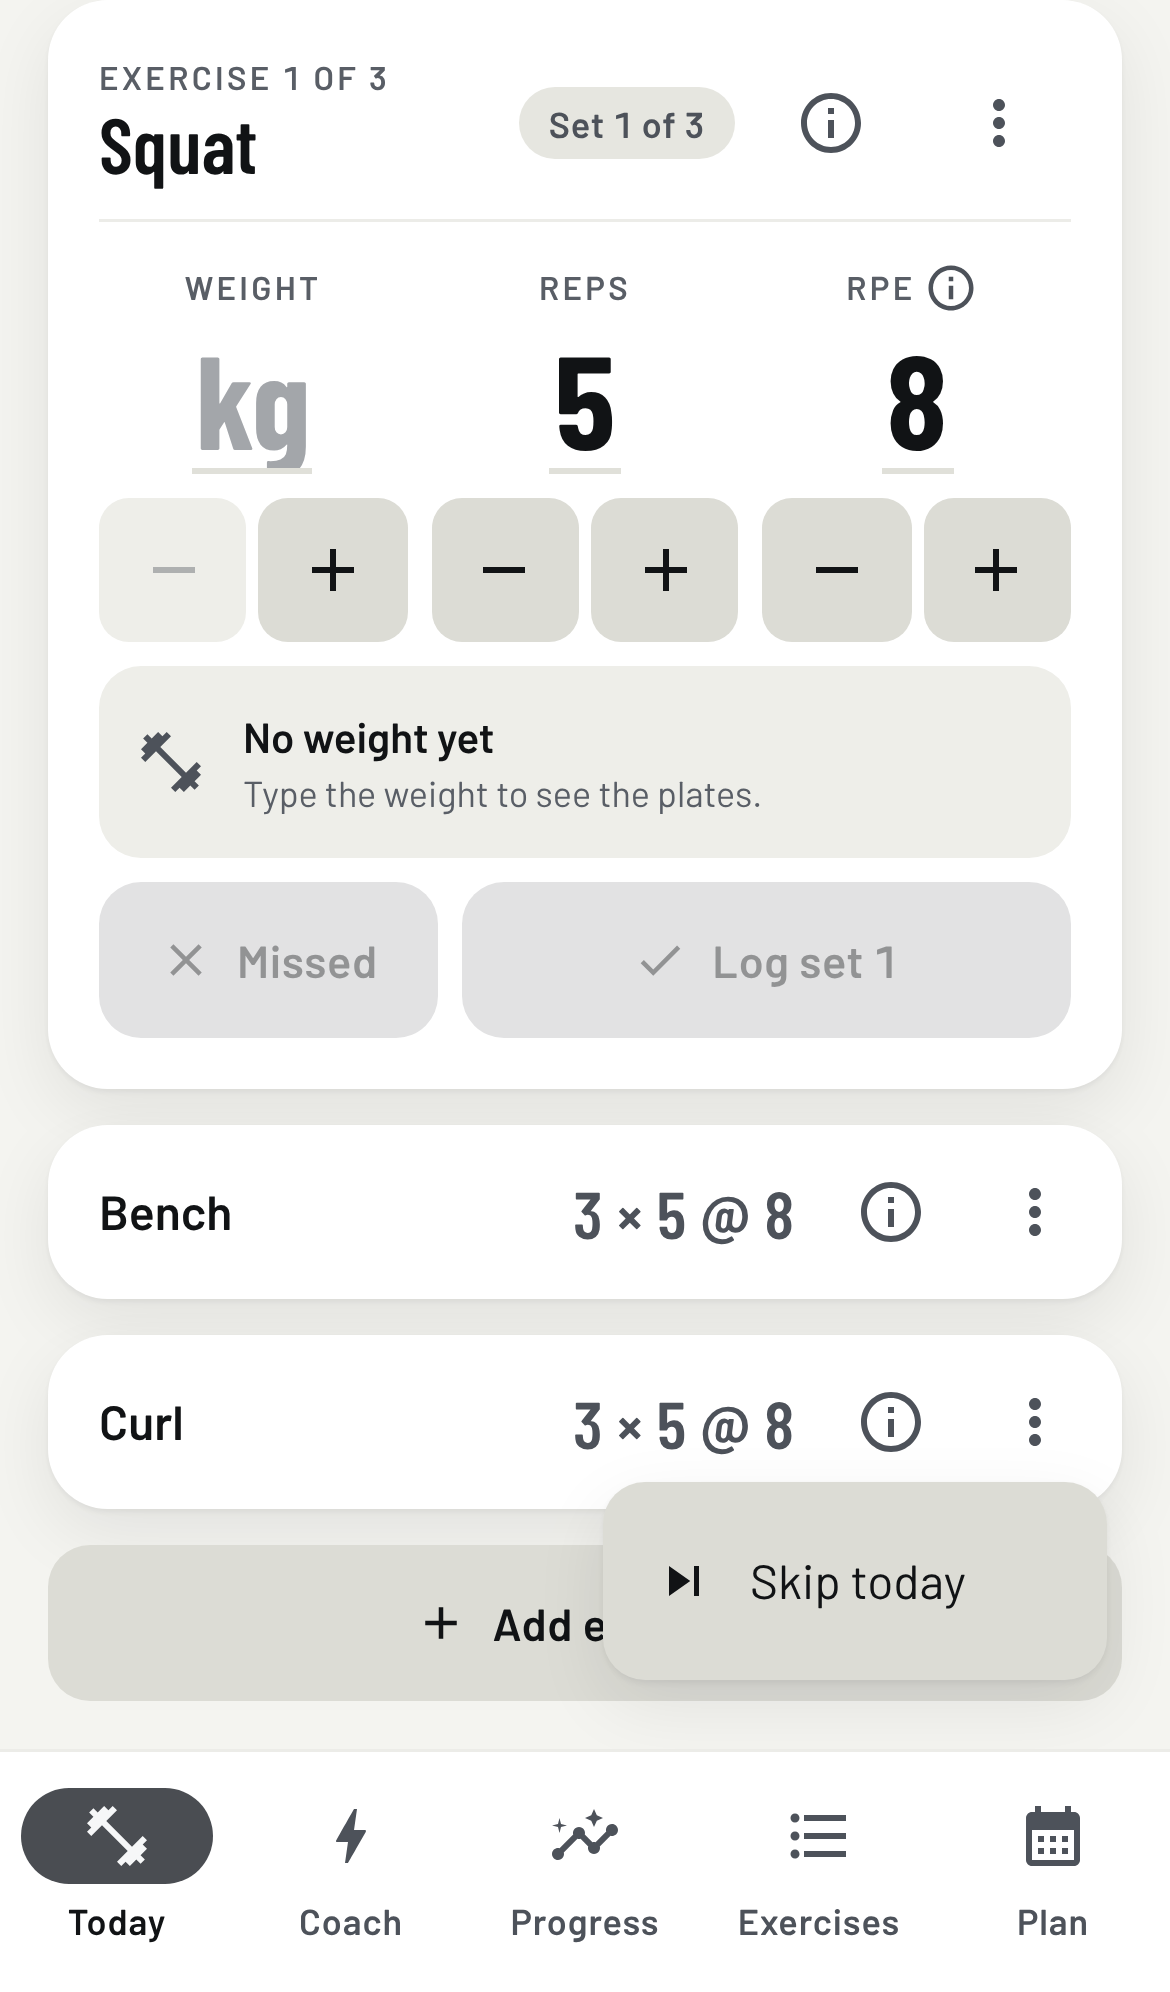 EXERCISE 1 OF 3
Squat
Set 1 of 3
WEIGHT
REPS
RPE
kg
5
8
No weight yet
Type the weight to see the plates.
Missed
Log set 1
Bench
3 × 5 @ 8
Curl
3 × 5 @ 8
Skip today
Add
Today
Coach
Progress
Exercises
Plan